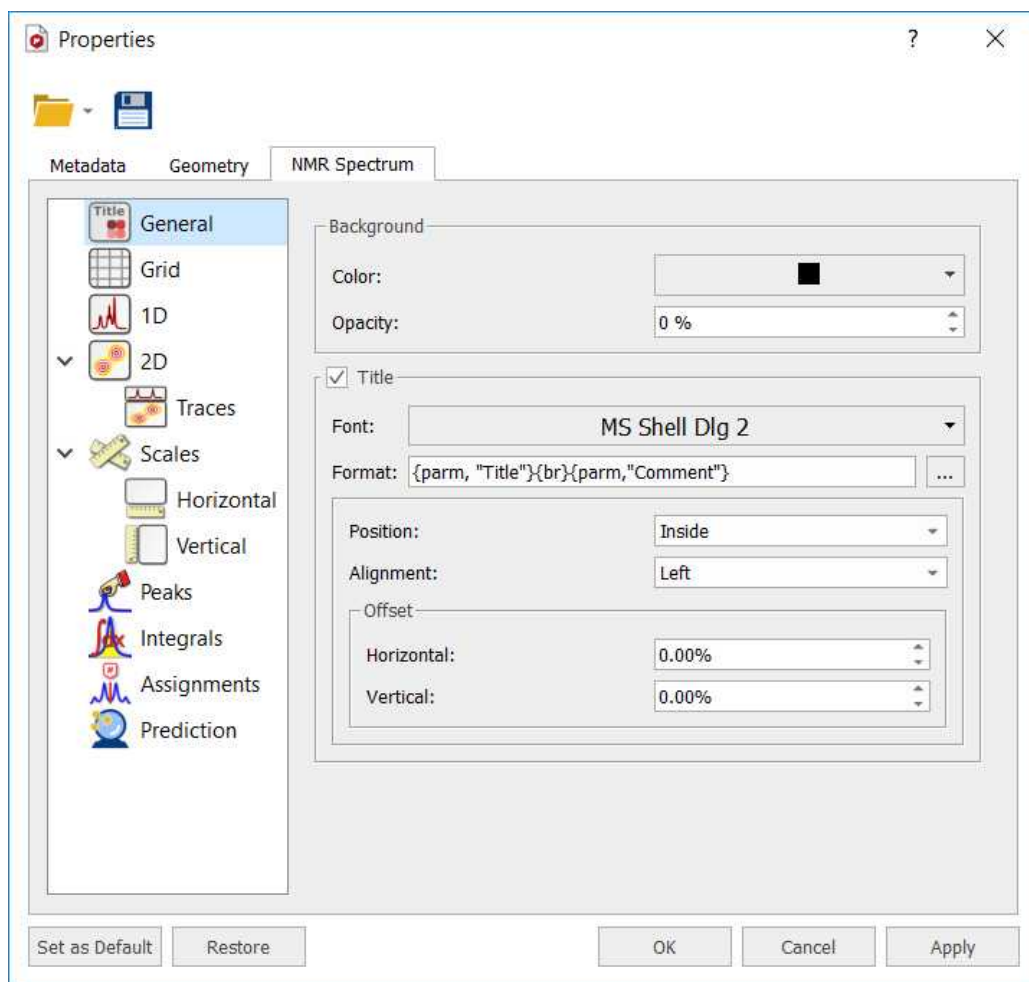 Properties
?
Metadata Geometry NMR Spectrum
Title
General
Grid
1D
2D
Traces
Scales
Horizontal
Vertical
Peaks
Integrals
Assignments
Prediction
Background
Color:
Opacity: 0 %
Title
Font: MS Shell Dlg 2
Format: {parm, "Title"}{br}{parm,"Comment"} ...
Position: Inside
Alignment: Left
Offset
Horizontal: 0.00%
Vertical: 0.00%
Set as Default Restore OK Cancel Apply